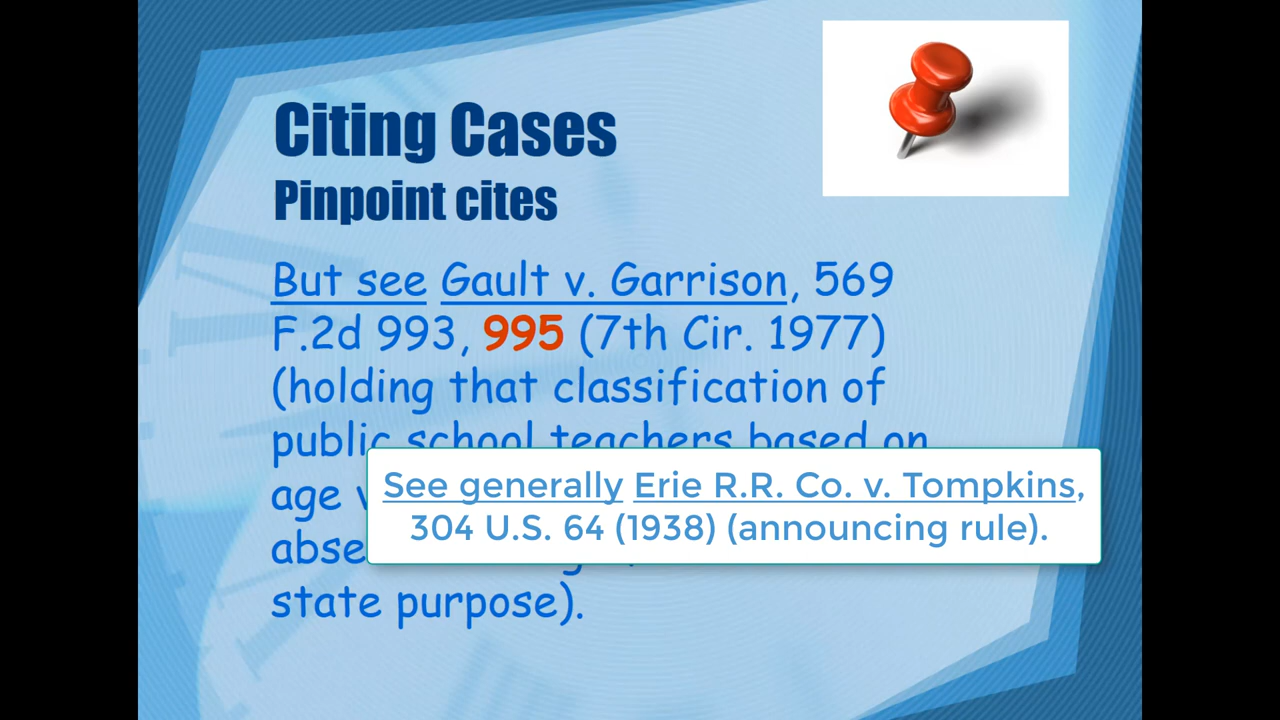 Citing Cases
Pinpoint cites
But see Gault v. Garrison, 569
F.2d 993, 995 (7th Cir. 1977)
(holding that classification of
public school teachers based on
age
See generally Erie R.R. Co. v. Tompkins,
304 U.S. 64 (1938) (announcing rule).
state purpose).